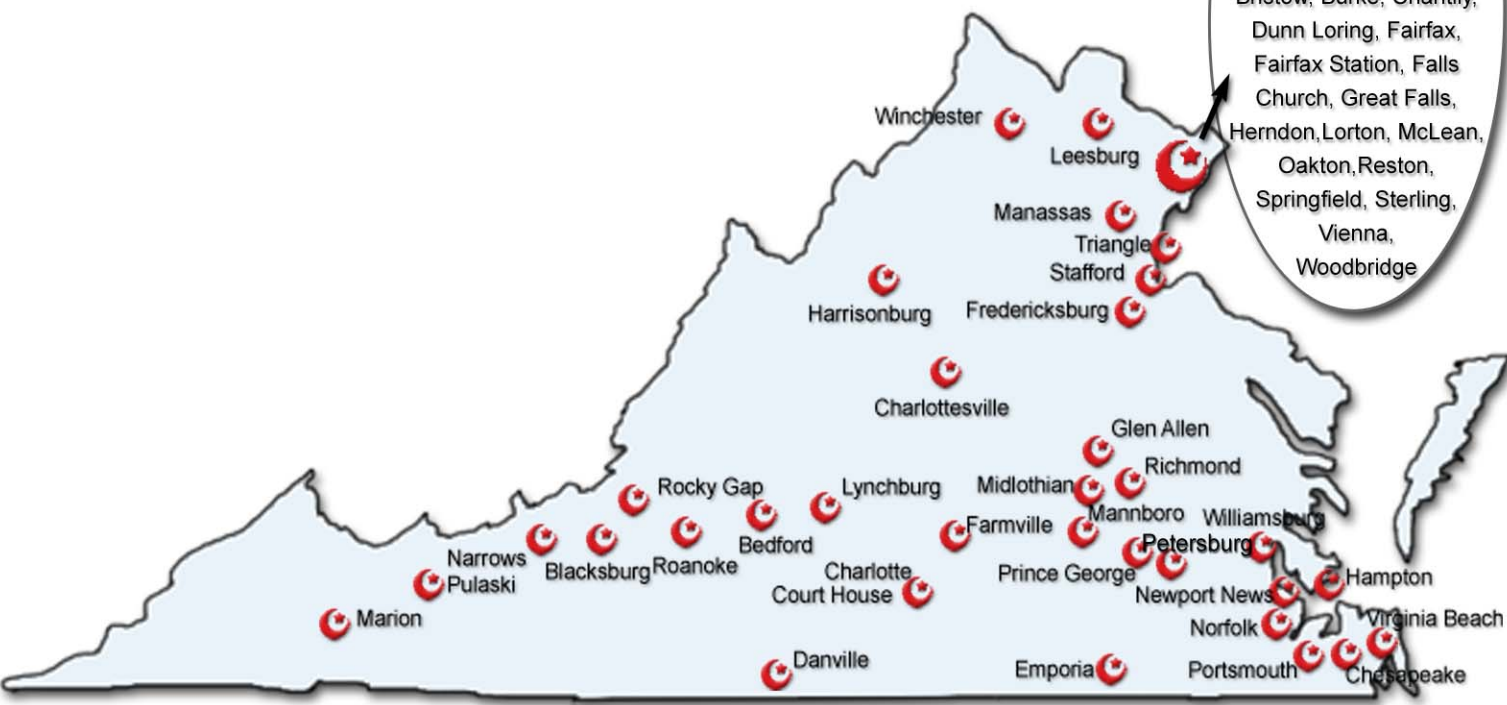 Bristow, Burke, Chantilly,
Dunn Loring, Fairfax,
Fairfax Station, Falls
Church, Great Falls,
Herndon,Lorton, McLean,
Oakton,Reston,
Springfield, Sterling,
Vienna,
Woodbridge
Winchester
Leesburg
Manassas
Triangle
Stafford
Harrisonburg
Fredericksburg
Charlottesville
Glen Allen
Richmond
Rocky Gap
Lynchburg
Midlothian
Mannboro
Williamsburg
Farmville
Bedford
Petersburg
Narrows
Blacksburg
Roanoke
Charlotte
Court House
Prince George
Hampton
Pulaski
Newport News
Marion
Virginia Beach
Norfolk
Danville
Emporia
Portsmouth
Chesapeake